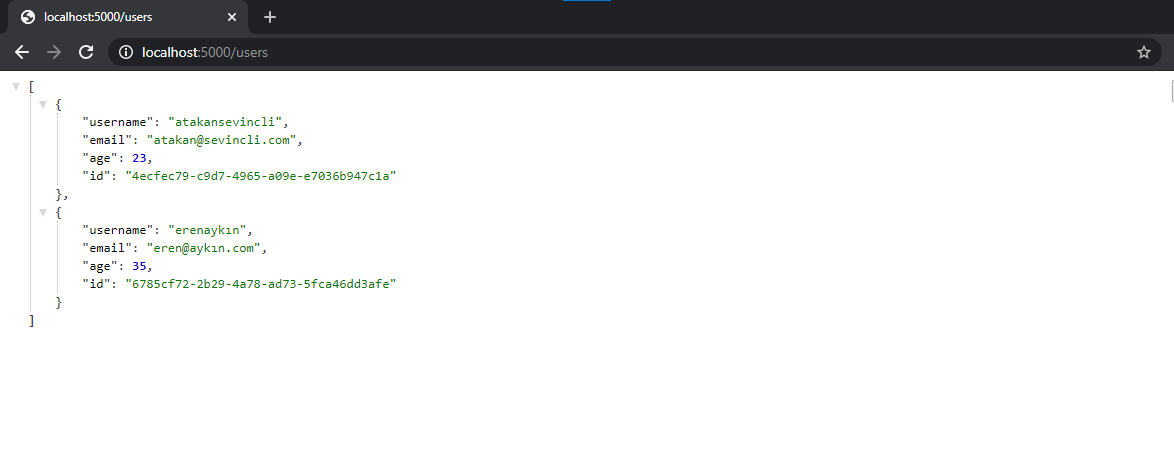 localhost:5000/users
localhost:5000/users
[
{
"username": "atakansevincli",
"email": "atakan@sevincli.com",
"age": 23,
"id": "4ecfec79-c9d7-4965-a09e-e7036b947c1a"
},
{
"username": "erenaykın",
"email": "eren@aykın.com",
"age": 35,
"id": "6785cf72-2b29-4a78-ad73-5fca46dd3afe"
}
]